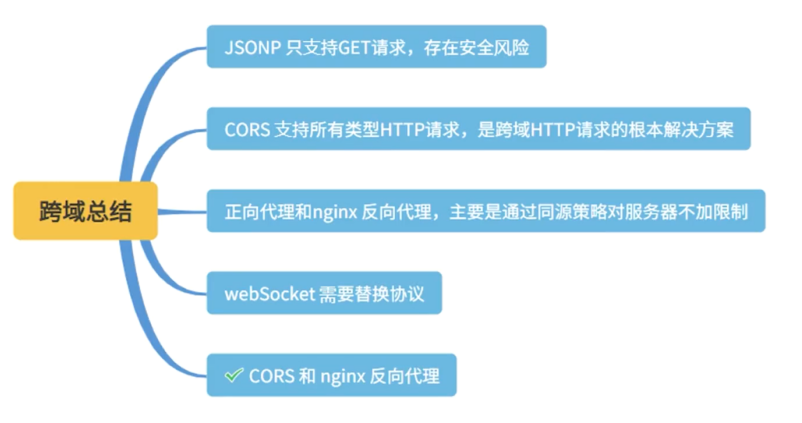 跨域总结
JSONP 只支持GET请求，存在安全风险
CORS 支持所有类型HTTP请求，是跨域HTTP请求的根本解决方案
正向代理和nginx 反向代理，主要是通过同源策略对服务器不加限制
webSocket 需要替换协议
✓ CORS 和 nginx 反向代理